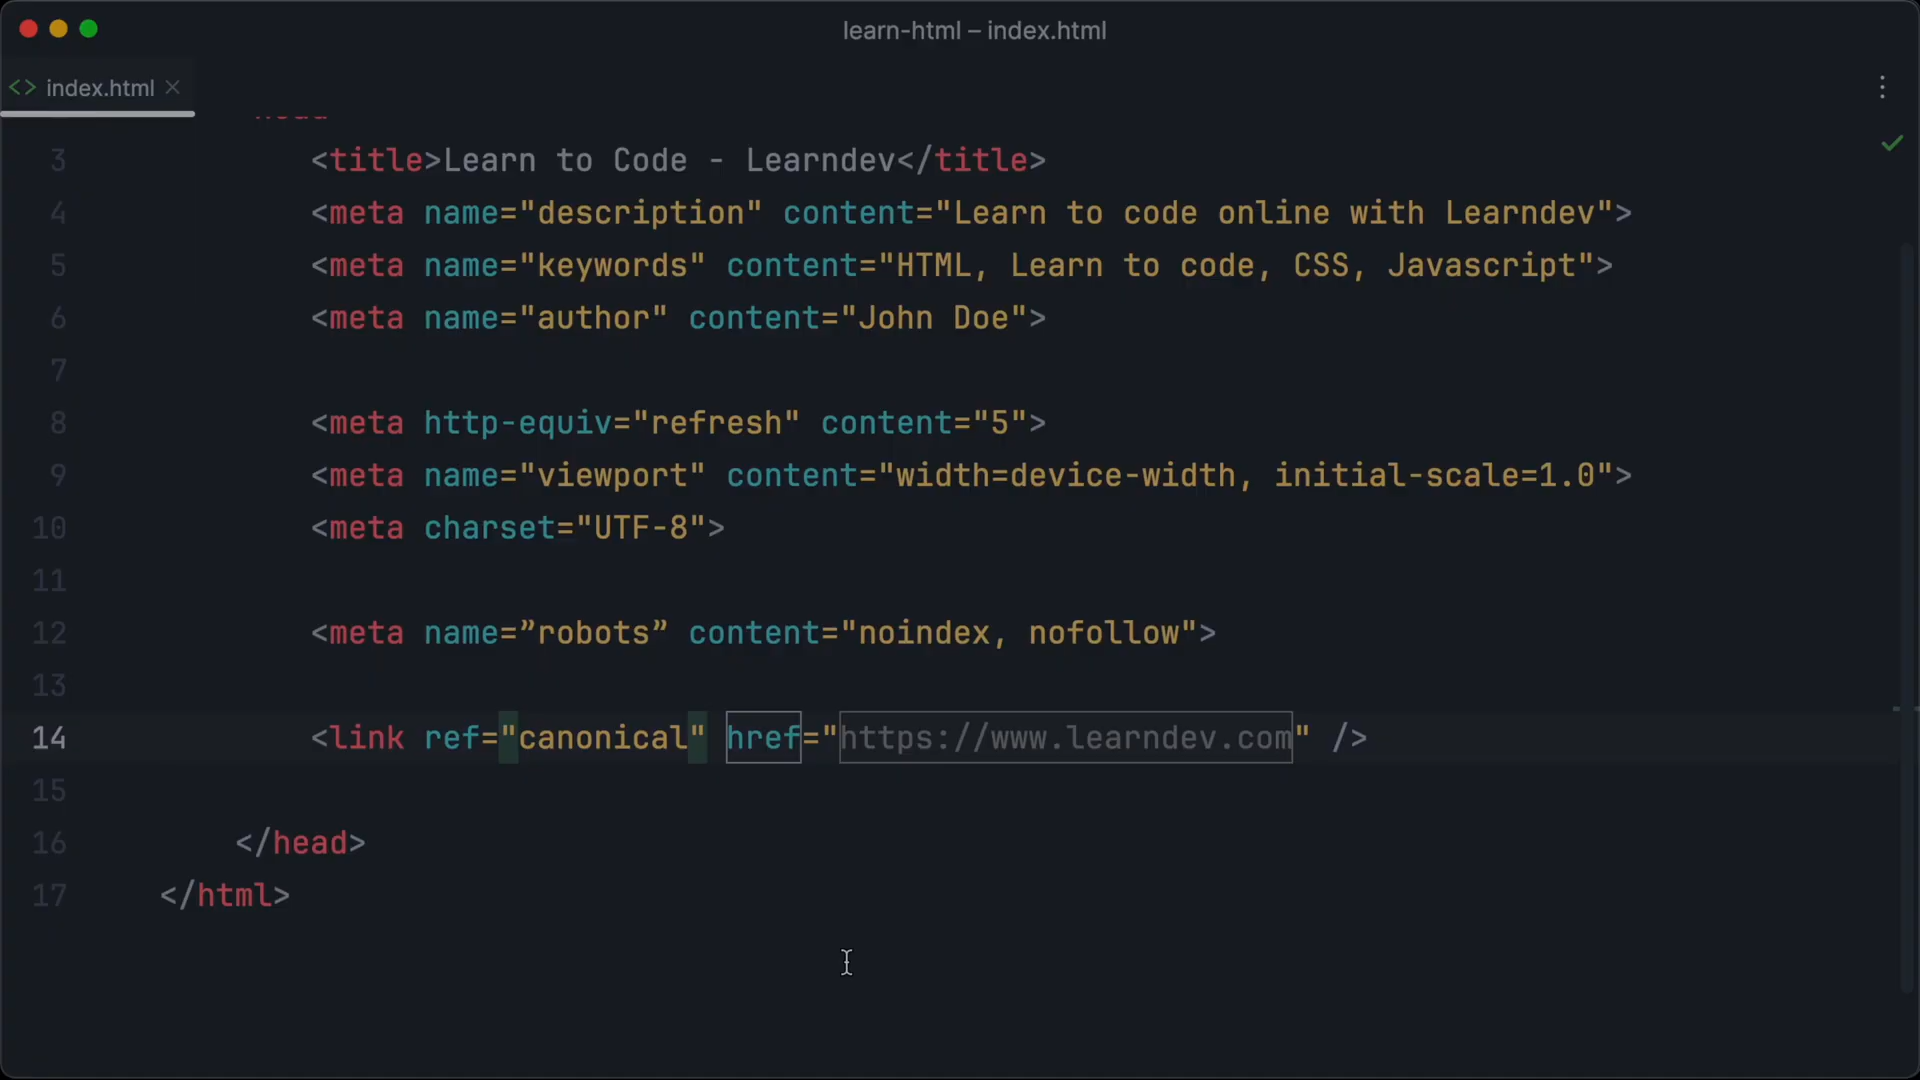 learn-html – index.html
<> index.html ×
3 <title>Learn to Code - Learndev</title>
4 <meta name="description" content="Learn to code online with Learndev">
5 <meta name="keywords" content="HTML, Learn to code, CSS, Javascript">
6 <meta name="author" content="John Doe">
7
8 <meta http-equiv="refresh" content="5">
9 <meta name="viewport" content="width=device-width, initial-scale=1.0">
10 <meta charset="UTF-8">
11
12 <meta name=”robots” content="noindex, nofollow">
13
14 <link ref="canonical" href="https://www.learndev.com" />
15
16 </head>
17 </html>